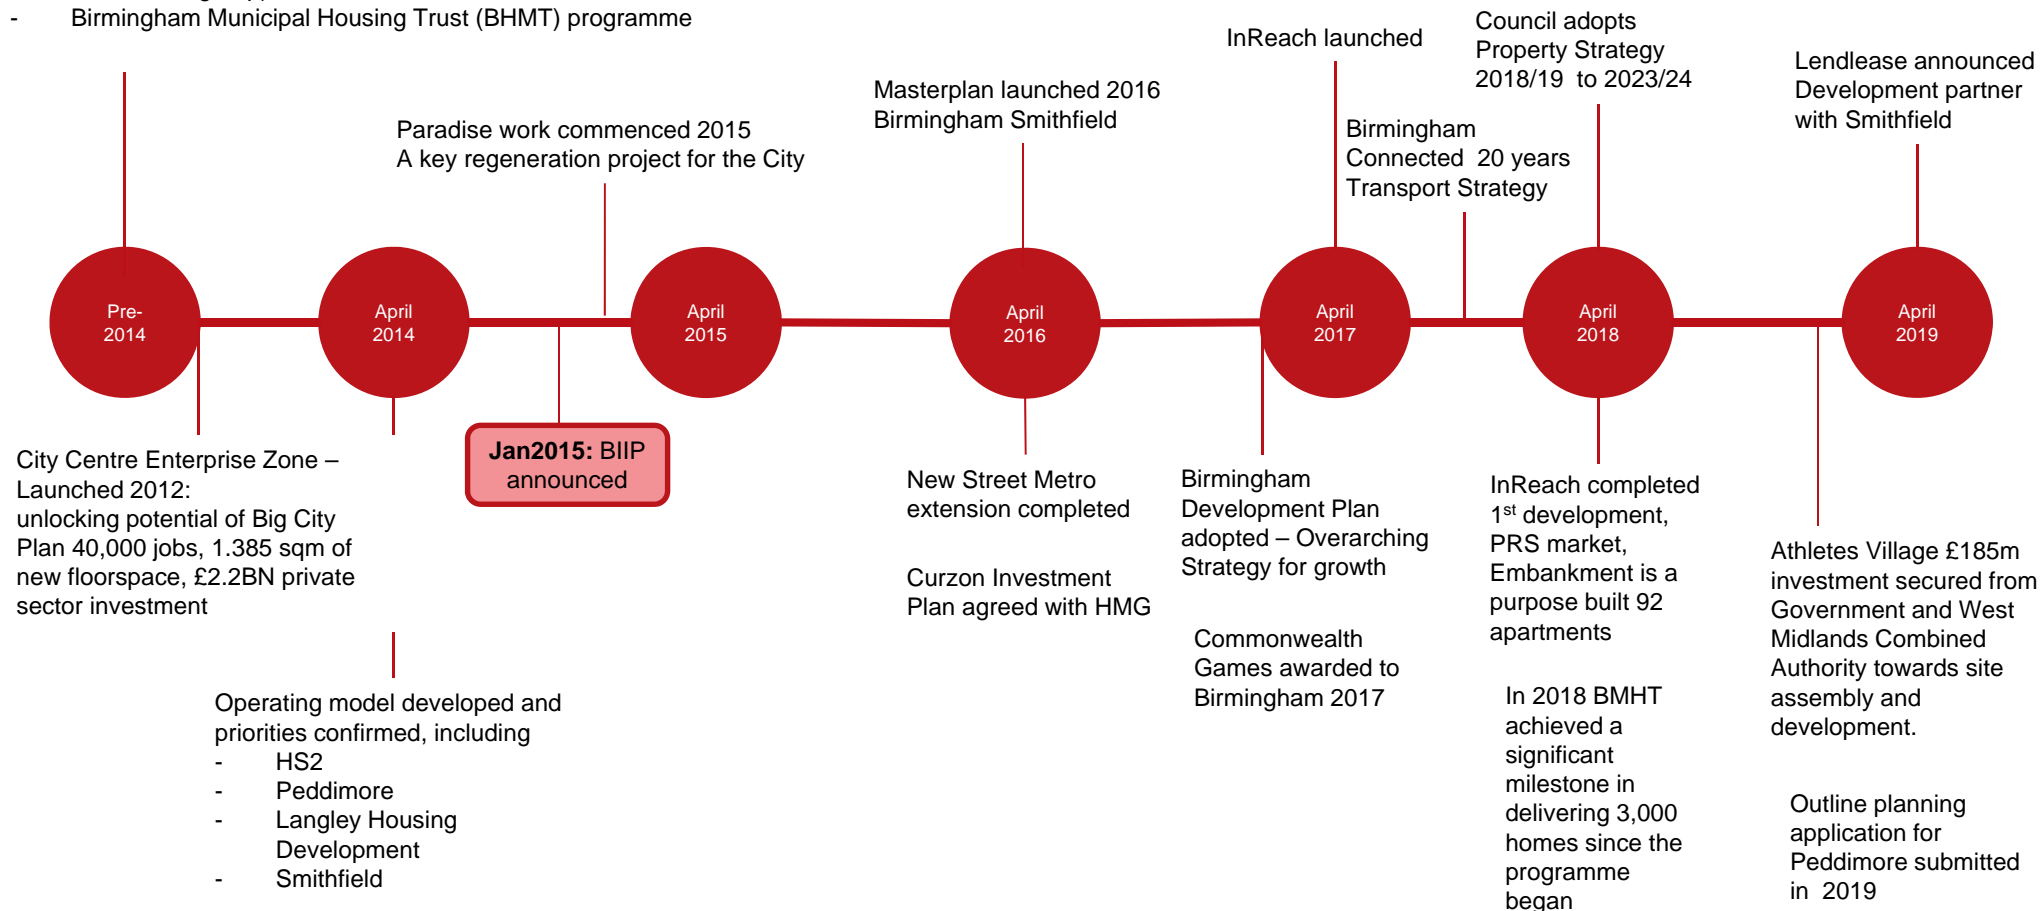 - Birmingham Municipal Housing Trust (BHMT) programme
InReach launched
Council adopts
Property Strategy
2018/19 to 2023/24
Lendlease announced
Development partner
with Smithfield
Masterplan launched 2016
Birmingham Smithfield
Paradise work commenced 2015
A key regeneration project for the City
Birmingham
Connected 20 years
Transport Strategy
Pre-
2014
April
2014
April
2015
April
2016
April
2017
April
2018
April
2019
Jan2015: BIIP
announced
City Centre Enterprise Zone –
Launched 2012:
unlocking potential of Big City
Plan 40,000 jobs, 1.385 sqm of
new floorspace, £2.2BN private
sector investment
Operating model developed and
priorities confirmed, including
- HS2
- Peddimore
- Langley Housing
Development
- Smithfield
New Street Metro
extension completed
Curzon Investment
Plan agreed with HMG
Birmingham
Development Plan
adopted – Overarching
Strategy for growth
Commonwealth
Games awarded to
Birmingham 2017
InReach completed
1st development,
PRS market,
Embankment is a
purpose built 92
apartments
In 2018 BMHT
achieved a
significant
milestone in
delivering 3,000
homes since the
programme
began
Athletes Village £185m
investment secured from
Government and West
Midlands Combined
Authority towards site
assembly and
development.
Outline planning
application for
Peddimore submitted
in 2019